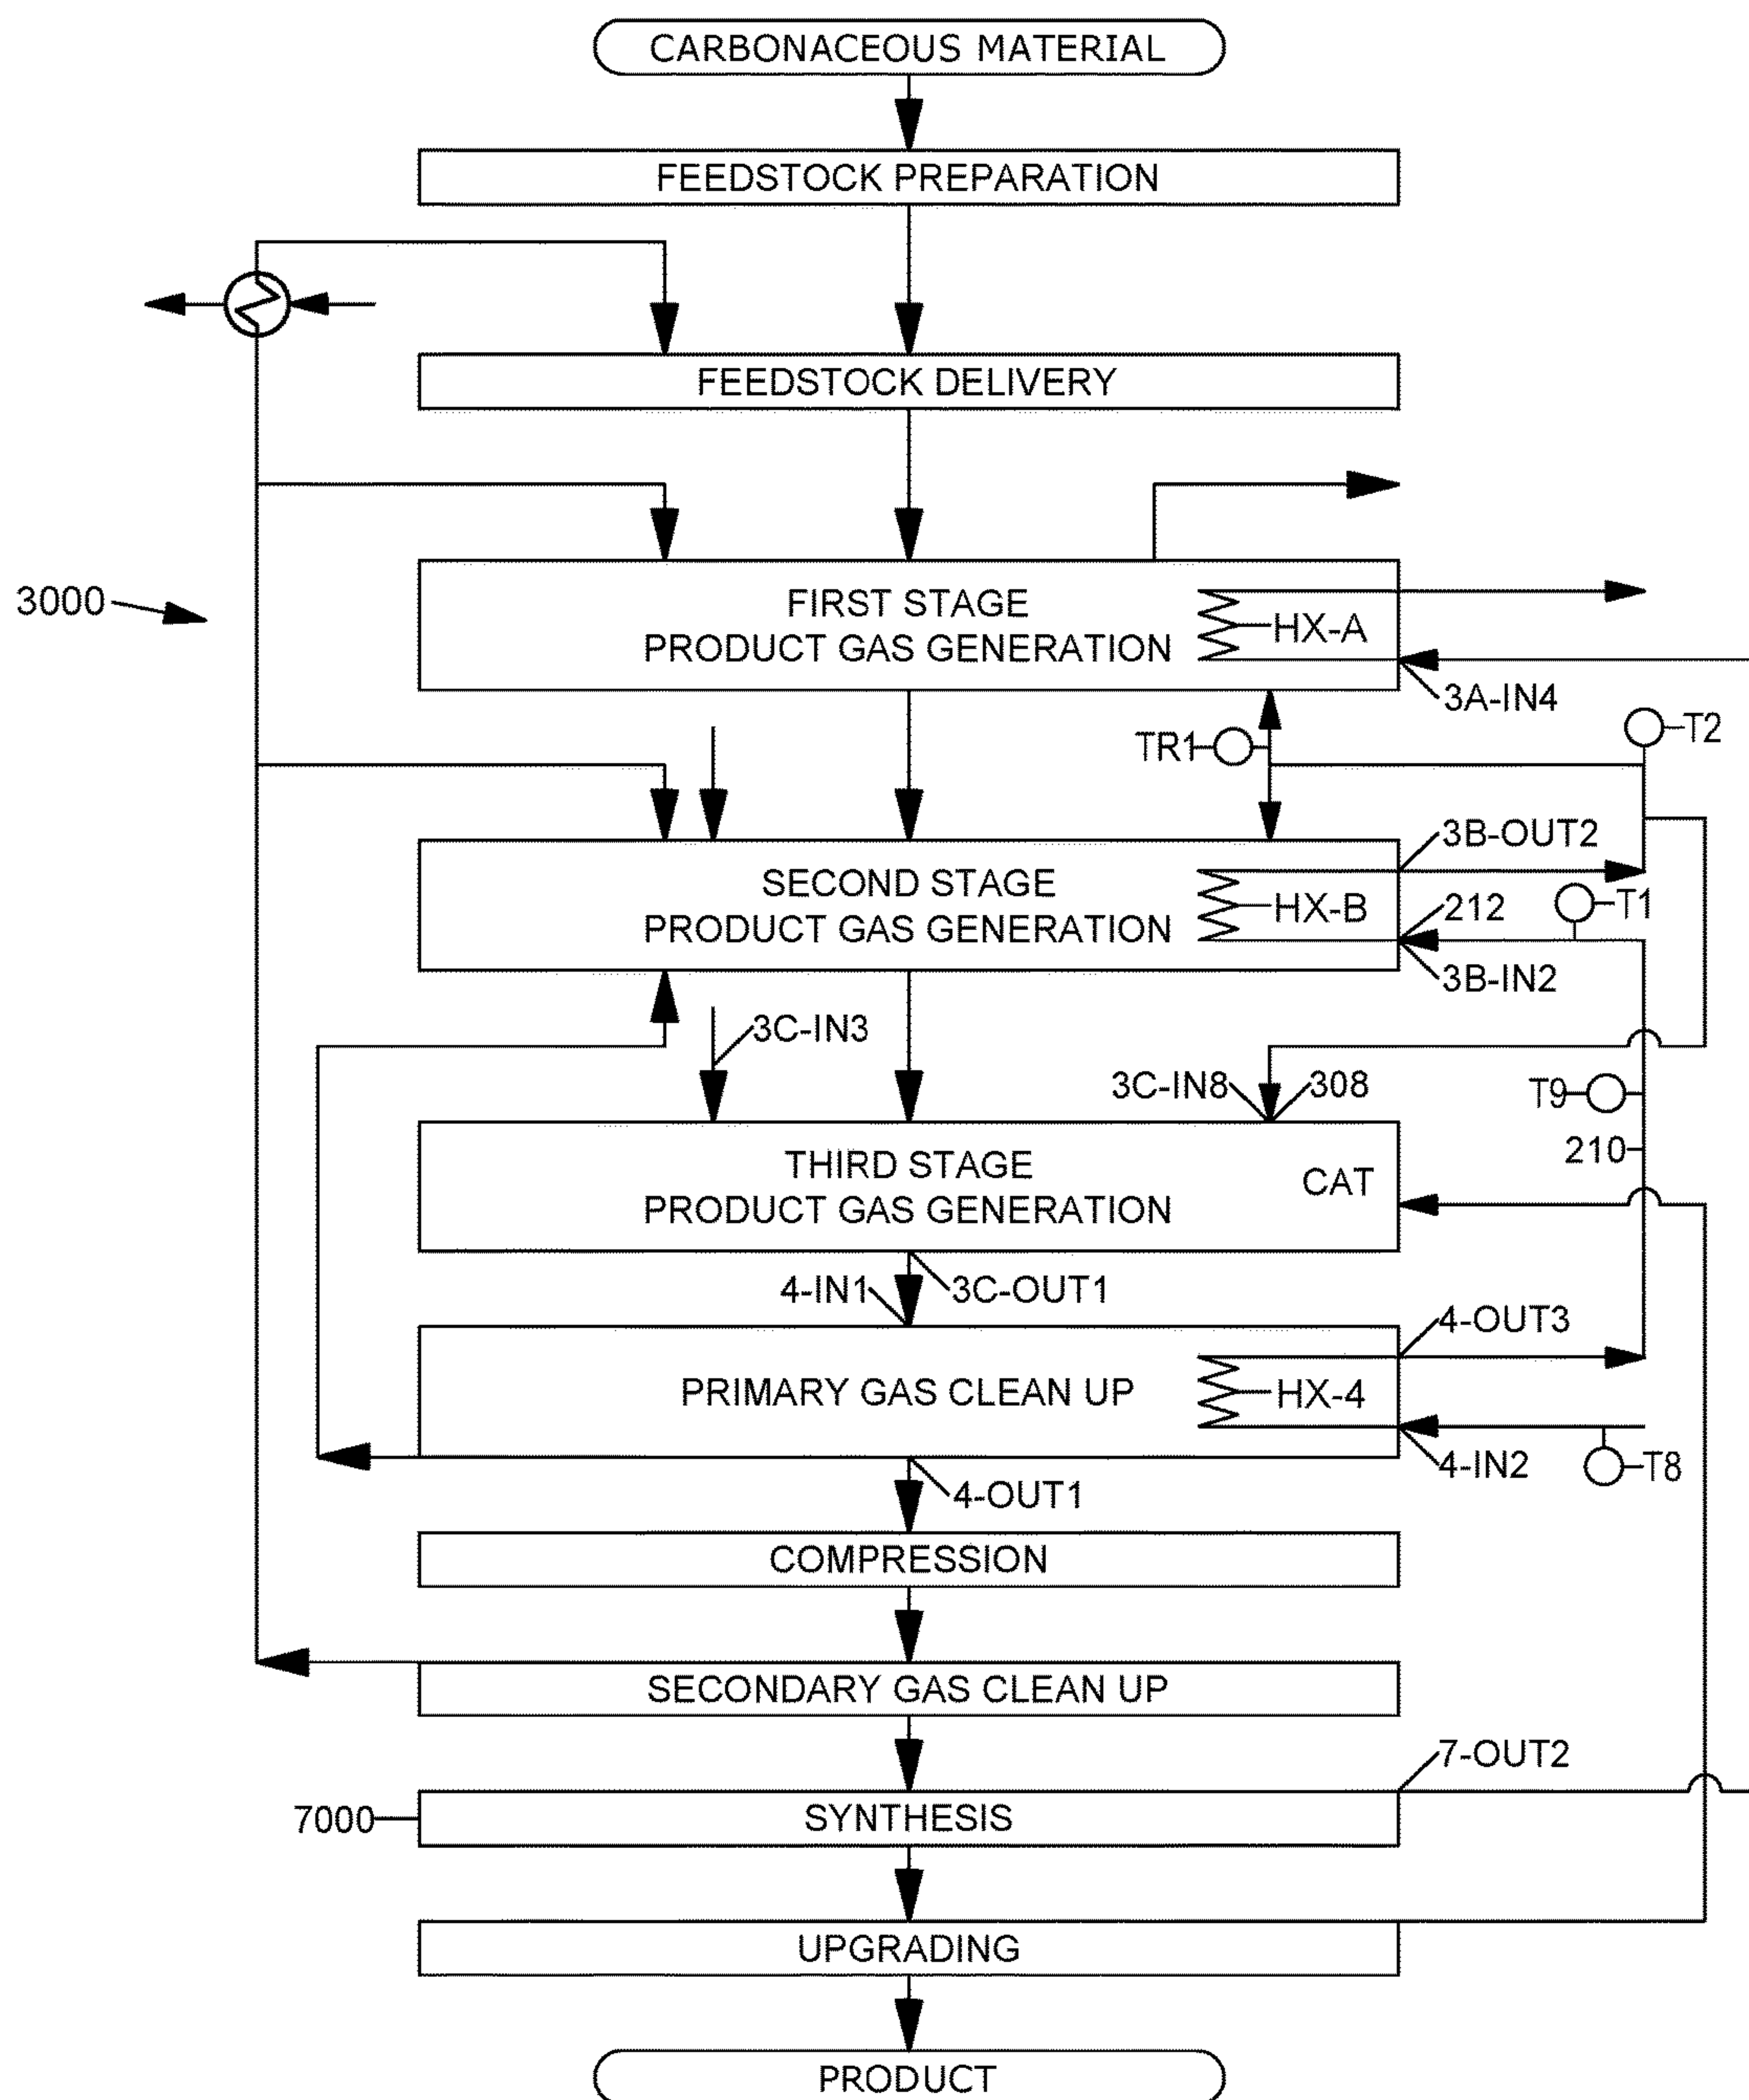 CARBONACEOUS MATERIAL
FEEDSTOCK PREPARATION
FEEDSTOCK DELIVERY
3000
FIRST STAGE
PRODUCT GAS GENERATION
HX-A
3A-IN4
TR1
T2
3B-OUT2
SECOND STAGE
PRODUCT GAS GENERATION
HX-B
212
T1
3B-IN2
3C-IN3
3C-IN8
308
T9
210
THIRD STAGE
PRODUCT GAS GENERATION
CAT
4-IN1
3C-OUT1
4-OUT3
PRIMARY GAS CLEAN UP
HX-4
4-IN2
T8
4-OUT1
COMPRESSION
SECONDARY GAS CLEAN UP
7-OUT2
7000
SYNTHESIS
UPGRADING
PRODUCT